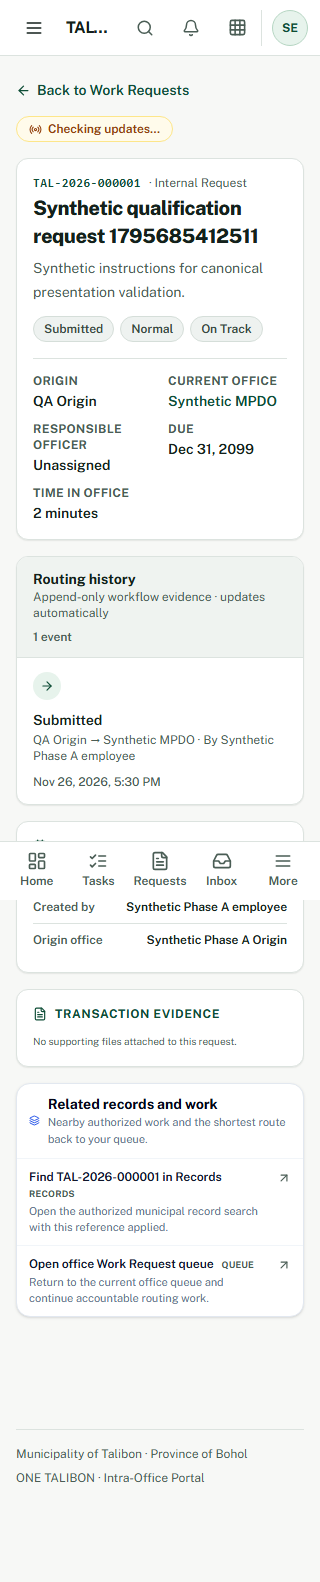 TAL...
SE
Back to Work Requests
Checking updates...
TAL-2026-000001 · Internal Request
Synthetic qualification
request 1795685412511
Synthetic instructions for canonical
presentation validation.
Submitted Normal On Track
ORIGIN
QA Origin
CURRENT OFFICE
Synthetic MPDO
RESPONSIBLE
OFFICER
Unassigned
DUE
Dec 31, 2099
TIME IN OFFICE
2 minutes
Routing history
Append-only workflow evidence · updates
automatically
1 event
Submitted
QA Origin → Synthetic MPDO · By Synthetic
Phase A employee
Nov 26, 2026, 5:30 PM
Home Tasks Requests Inbox More
Created by Synthetic Phase A employee
Origin office Synthetic Phase A Origin
TRANSACTION EVIDENCE
No supporting files attached to this request.
Related records and work
Nearby authorized work and the shortest route
back to your queue.
Find TAL-2026-000001 in Records
RECORDS
Open the authorized municipal record search
with this reference applied.
Open office Work Request queue QUEUE
Return to the current office queue and
continue accountable routing work.
Municipality of Talibon · Province of Bohol
ONE TALIBON · Intra-Office Portal